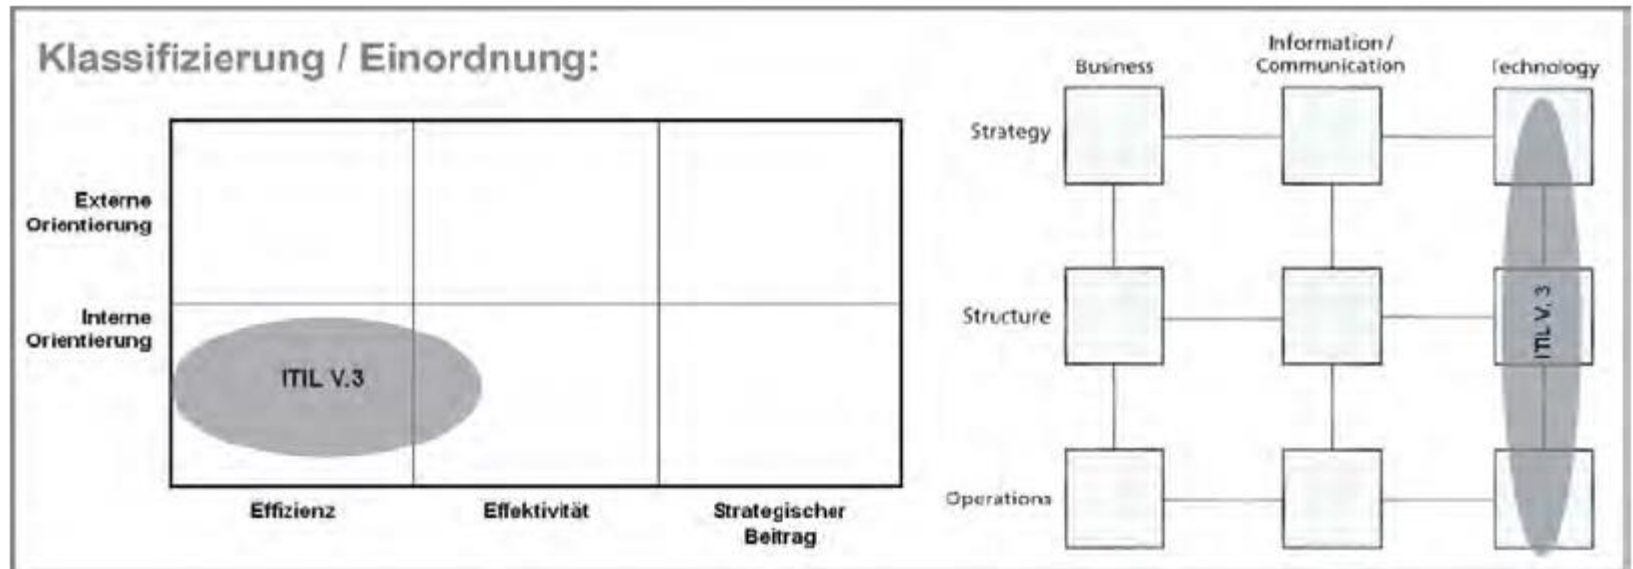 Klassifizierung / Einordnung:
Externe
Orientierung
Interne
Orientierung
ITIL V.3
Effizienz
Effektivität
Strategischer
Beitrag
Business
Information /
Communication
Technology
Strategy
Structure
Operations
ITIL V. 3